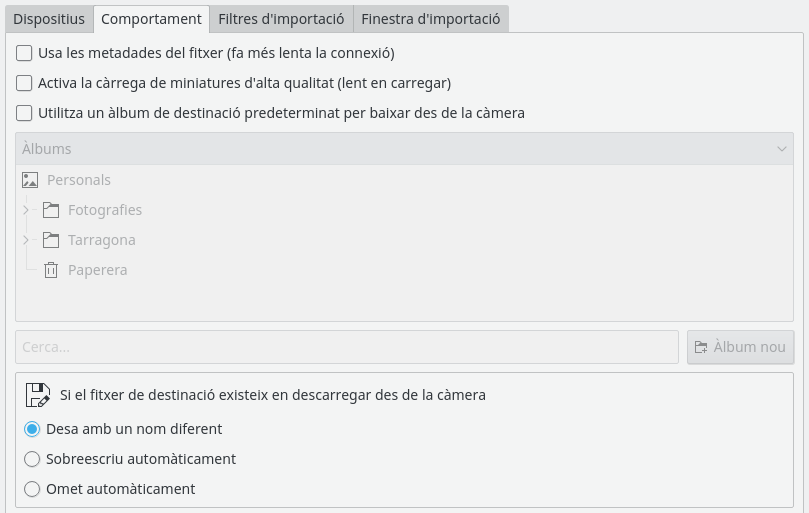 Dispositius Comportament Filtres d'importació Finestra d'importació
Usa les metadades del fitxer (fa més lenta la connexió)
Activa la càrrega de miniatures d'alta qualitat (lent en carregar)
Utilitza un àlbum de destinació predeterminat per baixar des de la càmera
Àlbums
Personals
Fotografies
Tarragona
Paperera
Cerca... Àlbum nou
Si el fitxer de destinació existeix en descarregar des de la càmera
Desa amb un nom diferent
Sobreescriu automàticament
Omet automàticament